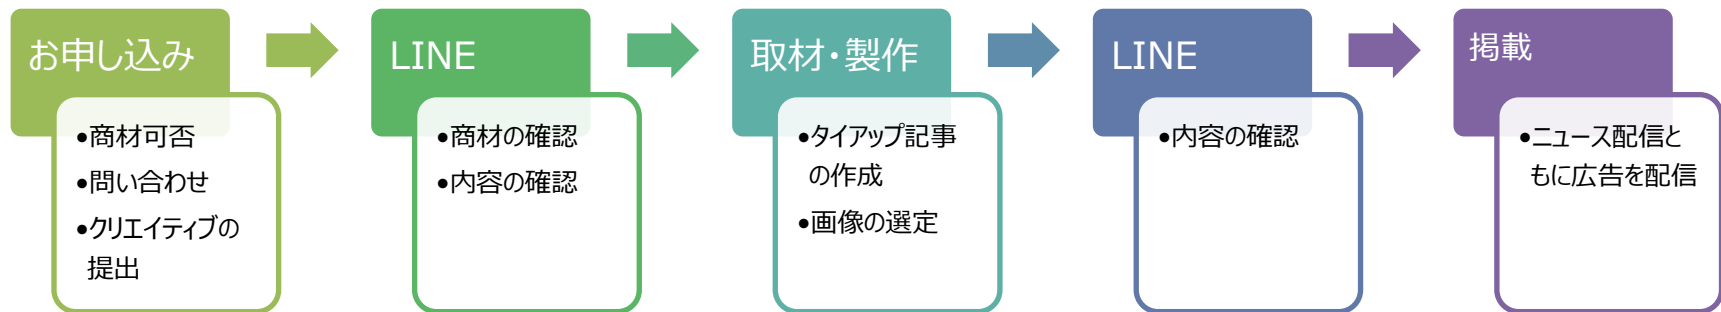 お申し込み
•商材可否
•問い合わせ
•クリエイティブの
提出
LINE
•商材の確認
•内容の確認
取材・製作
•タイアップ記事
の作成
•画像の選定
LINE
•内容の確認
掲載
•ニュース配信と
もに広告を配信